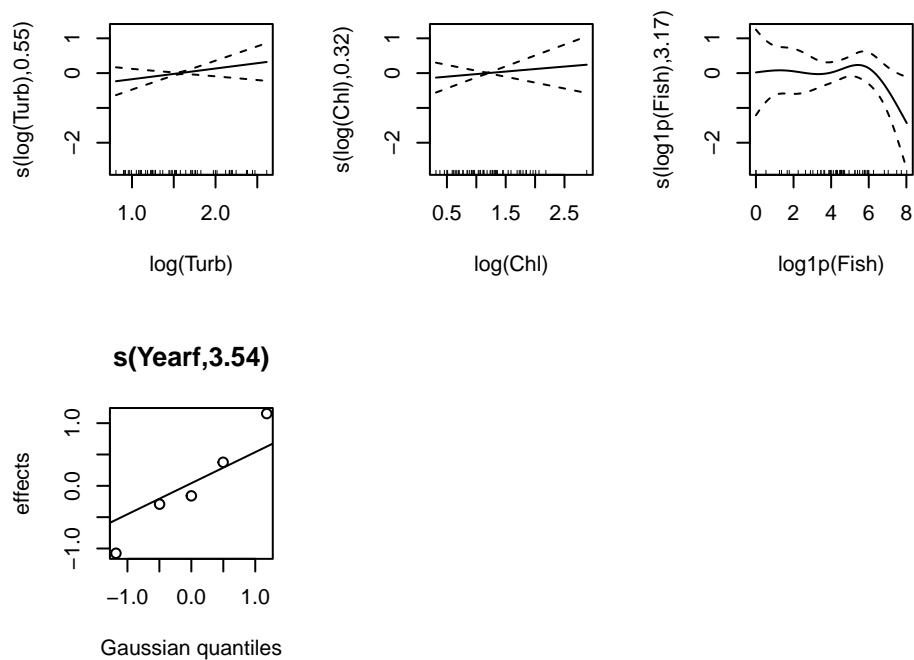 s(log(Turb),0.55)
1
0
−2
1.0 2.0
log(Turb)
s(log(Chl),0.32)
1
0
−2
0.5 1.5 2.5
log(Chl)
s(log1p(Fish),3.17)
1
0
−2
0 2 4 6 8
log1p(Fish)
s(Yearf,3.54)
effects
1.0
0.0
−1.0
−1.0 0.0 1.0
Gaussian quantiles